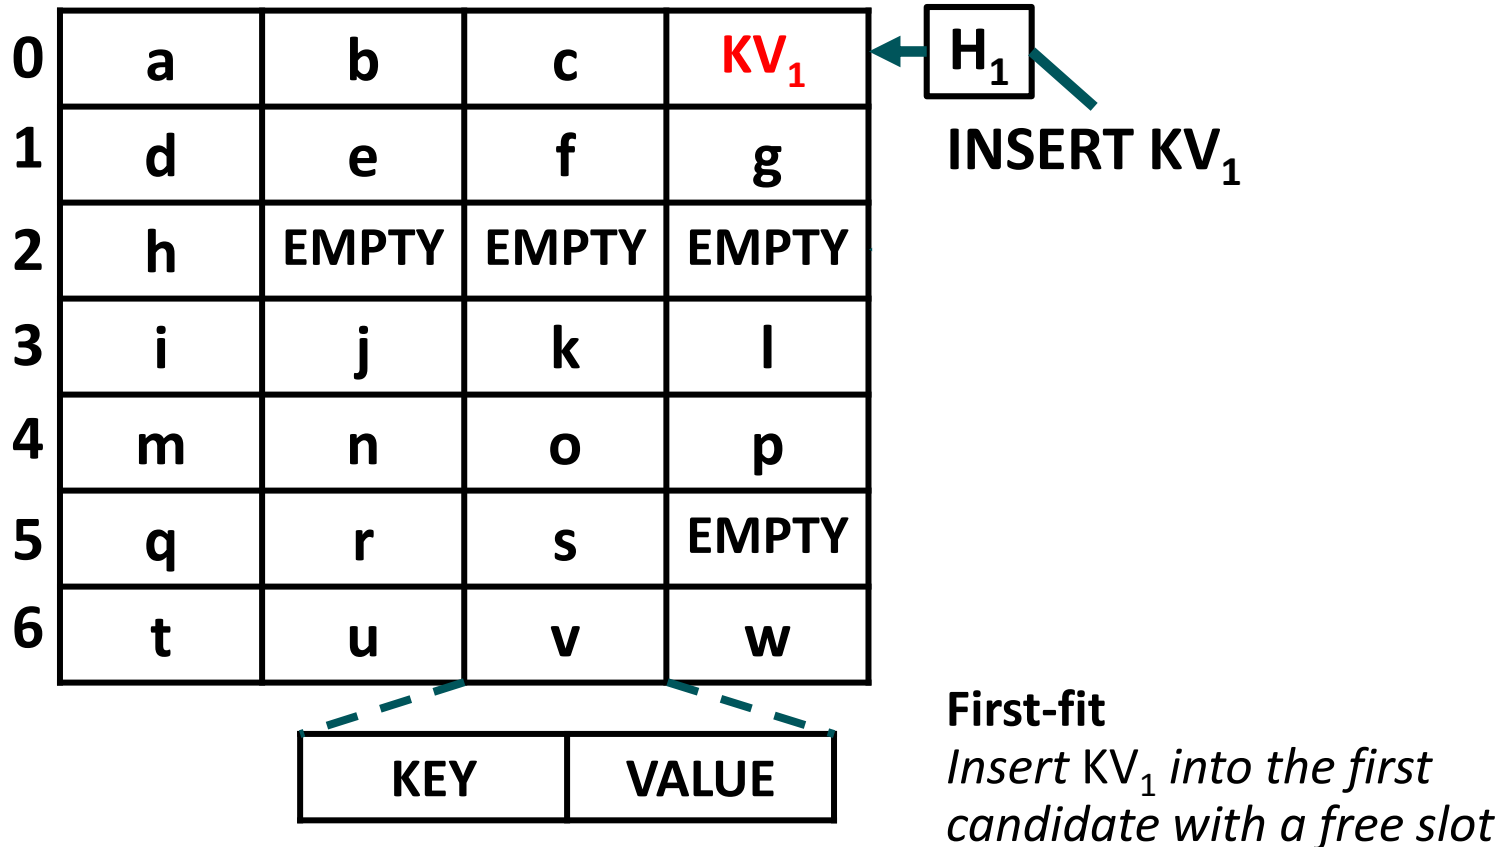 0 a b c KV₁ H₁
1 d e f g INSERT KV₁
2 h EMPTY EMPTY EMPTY
3 i j k l
4 m n o p
5 q r s EMPTY
6 t u v w
KEY VALUE
First-fit
Insert KV₁ into the first
candidate with a free slot